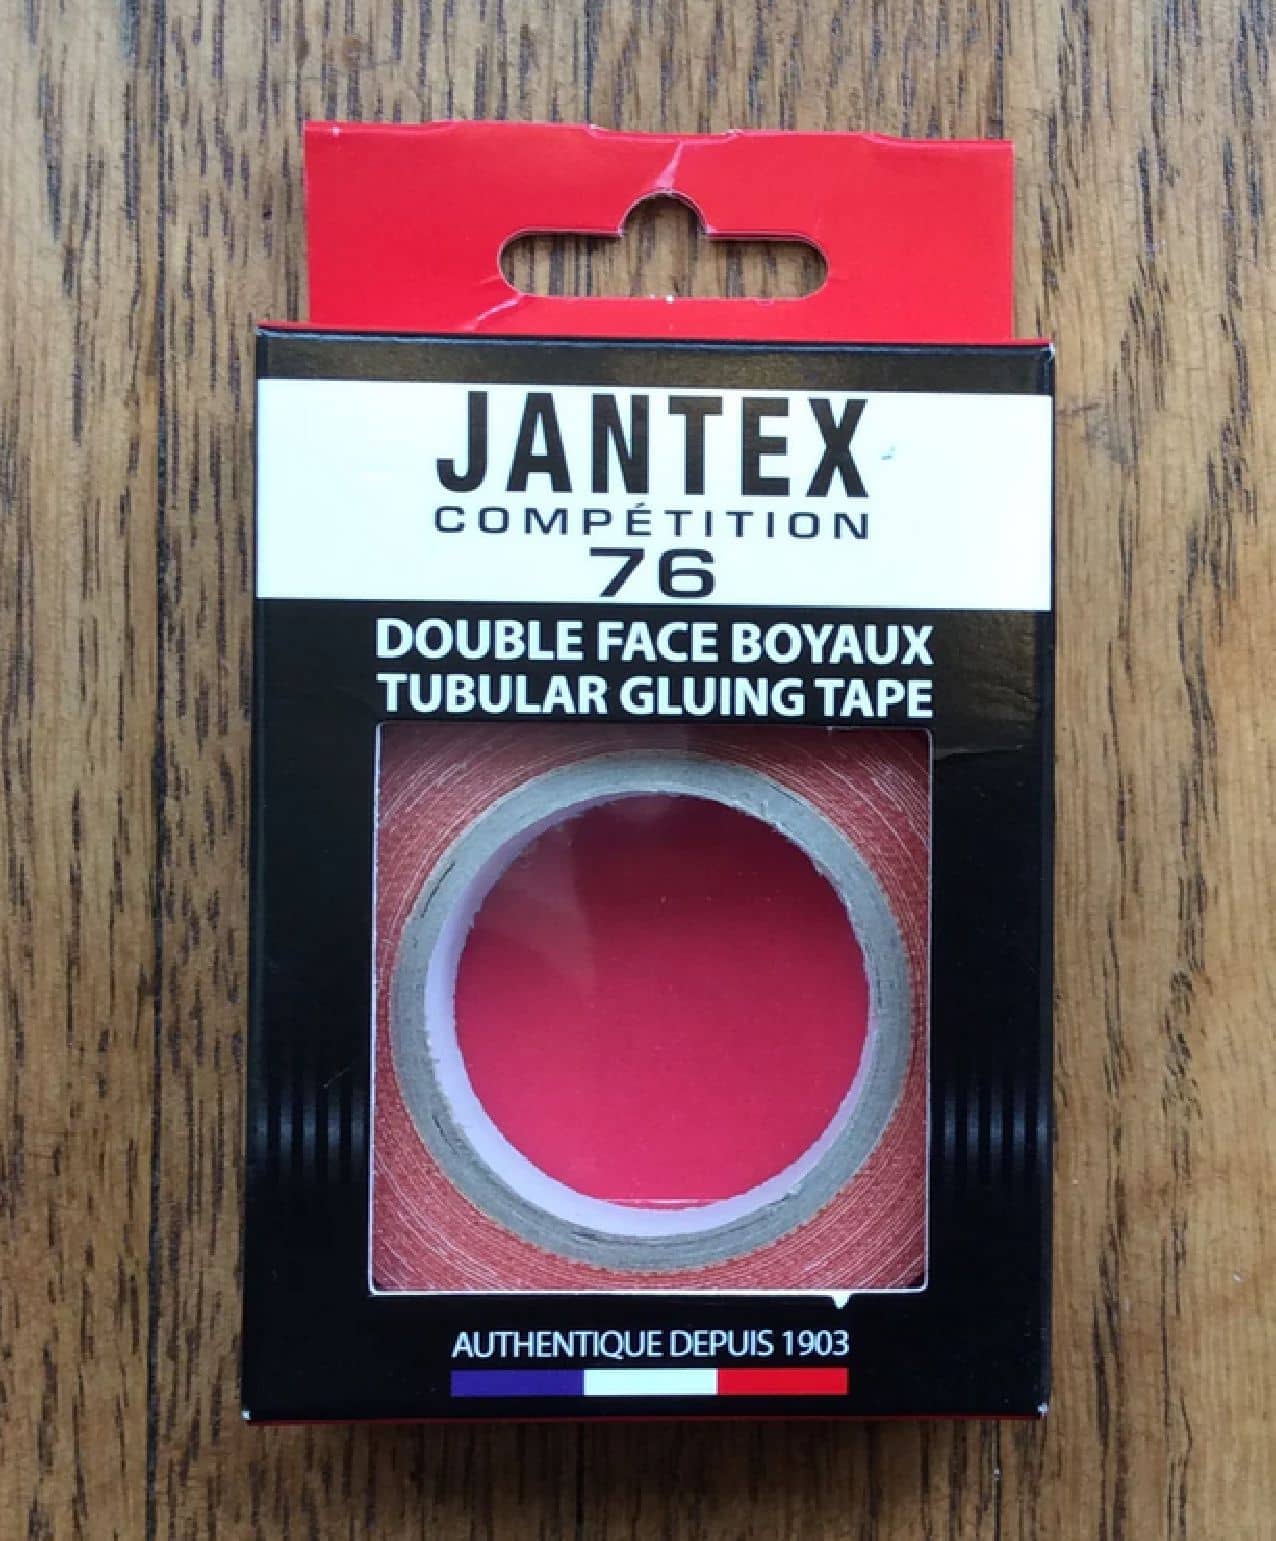 JANTEX
COMPÉTITION
76
DOUBLE FACE BOYAUX
TUBULAR GLUING TAPE
AUTHENTIQUE DEPUIS 1903